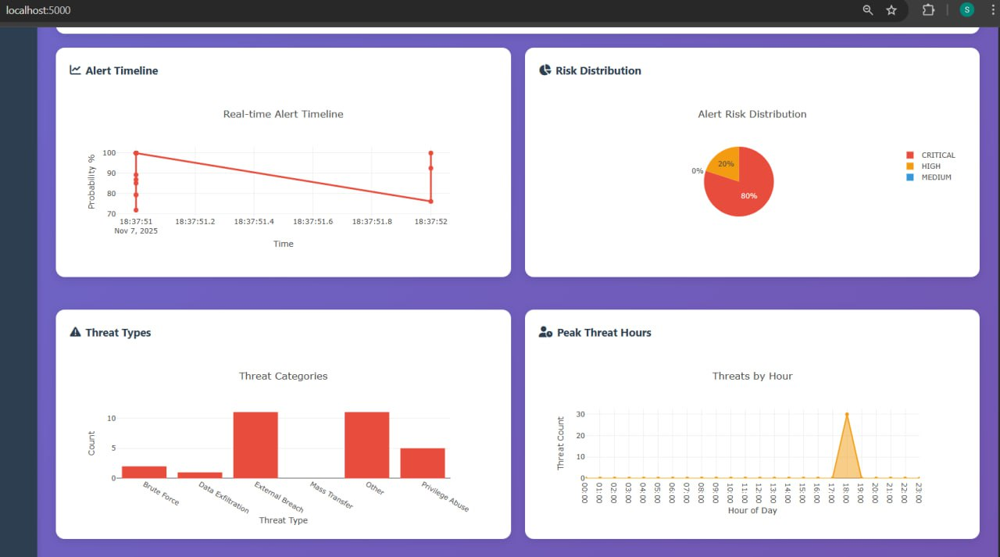 localhost:5000
S
Alert Timeline
Real-time Alert Timeline
Probability %
100
90
80
70
18:37:51
Nov 7, 2025
18:37:51.2
18:37:51.4
18:37:51.6
18:37:51.8
18:37:52
Time
Risk Distribution
Alert Risk Distribution
0%
20%
80%
CRITICAL
HIGH
MEDIUM
Threat Types
Threat Categories
Count
10
5
0
Brute Force
Data Exfiltration
External Breach
Mass Transfer
Other
Privilege Abuse
Threat Type
Peak Threat Hours
Threats by Hour
Threat Count
30
20
10
0
00:00
01:00
02:00
03:00
04:00
05:00
06:00
07:00
08:00
09:00
10:00
11:00
12:00
13:00
14:00
15:00
16:00
17:00
18:00
19:00
20:00
21:00
22:00
23:00
Hour of Day